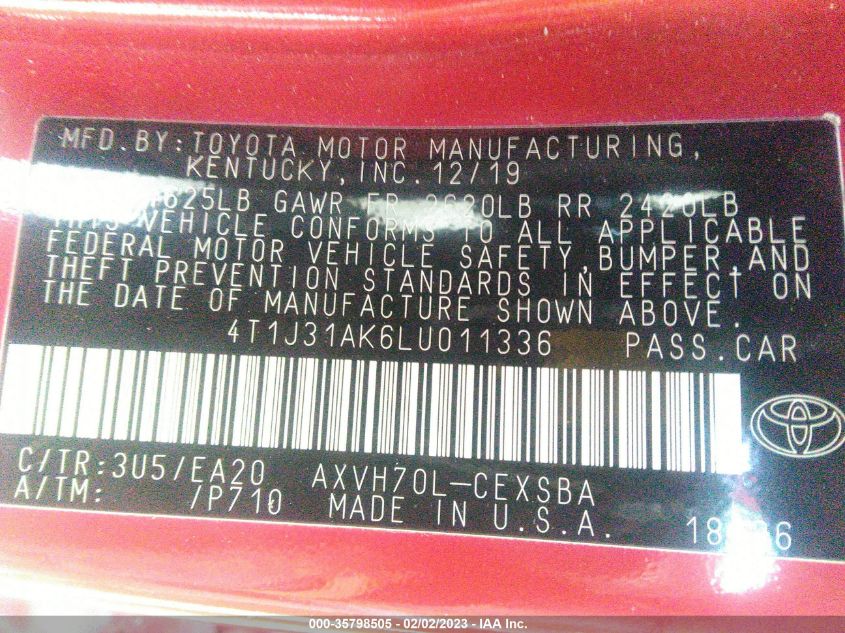 MFD.BY:TOYOTA MOTOR MANUFACTURING,
KENTUCKY, INC. 12/19
GAWR FR 2620LB RR 2420LB
THIS VEHICLE CONFORMS TO ALL APPLICABLE
FEDERAL MOTOR VEHICLE SAFETY, BUMPER, AND
THEFT PREVENTION STANDARDS IN EFFECT ON
THE DATE OF MANUFACTURE SHOWN ABOVE.
4T1J31AK6LU011336 PASS.CAR
C/TR:3U5/EA20 AXVH70L-CEXSBA
A/TM: /P710 MADE IN U.S.A.
000-35798505 - 02/02/2023 - IAA Inc.